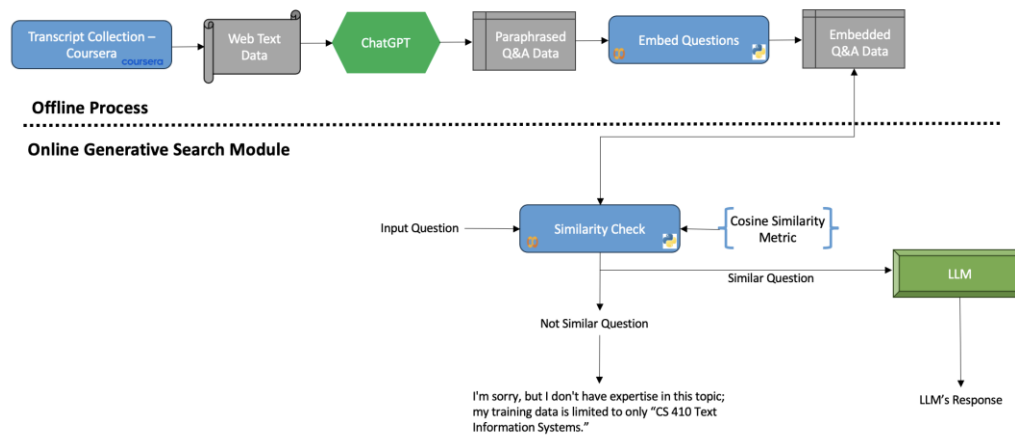 Transcript Collection –
Coursera
coursera
Web Text
Data
ChatGPT
Paraphrased
Q&A Data
Embed Questions
Embedded
Q&A Data
Offline Process
Online Generative Search Module
Input Question
Similarity Check
Cosine Similarity
Metric
Similar Question
LLM
Not Similar Question
I'm sorry, but I don't have expertise in this topic;
my training data is limited to only “CS 410 Text
Information Systems.”
LLM’s Response